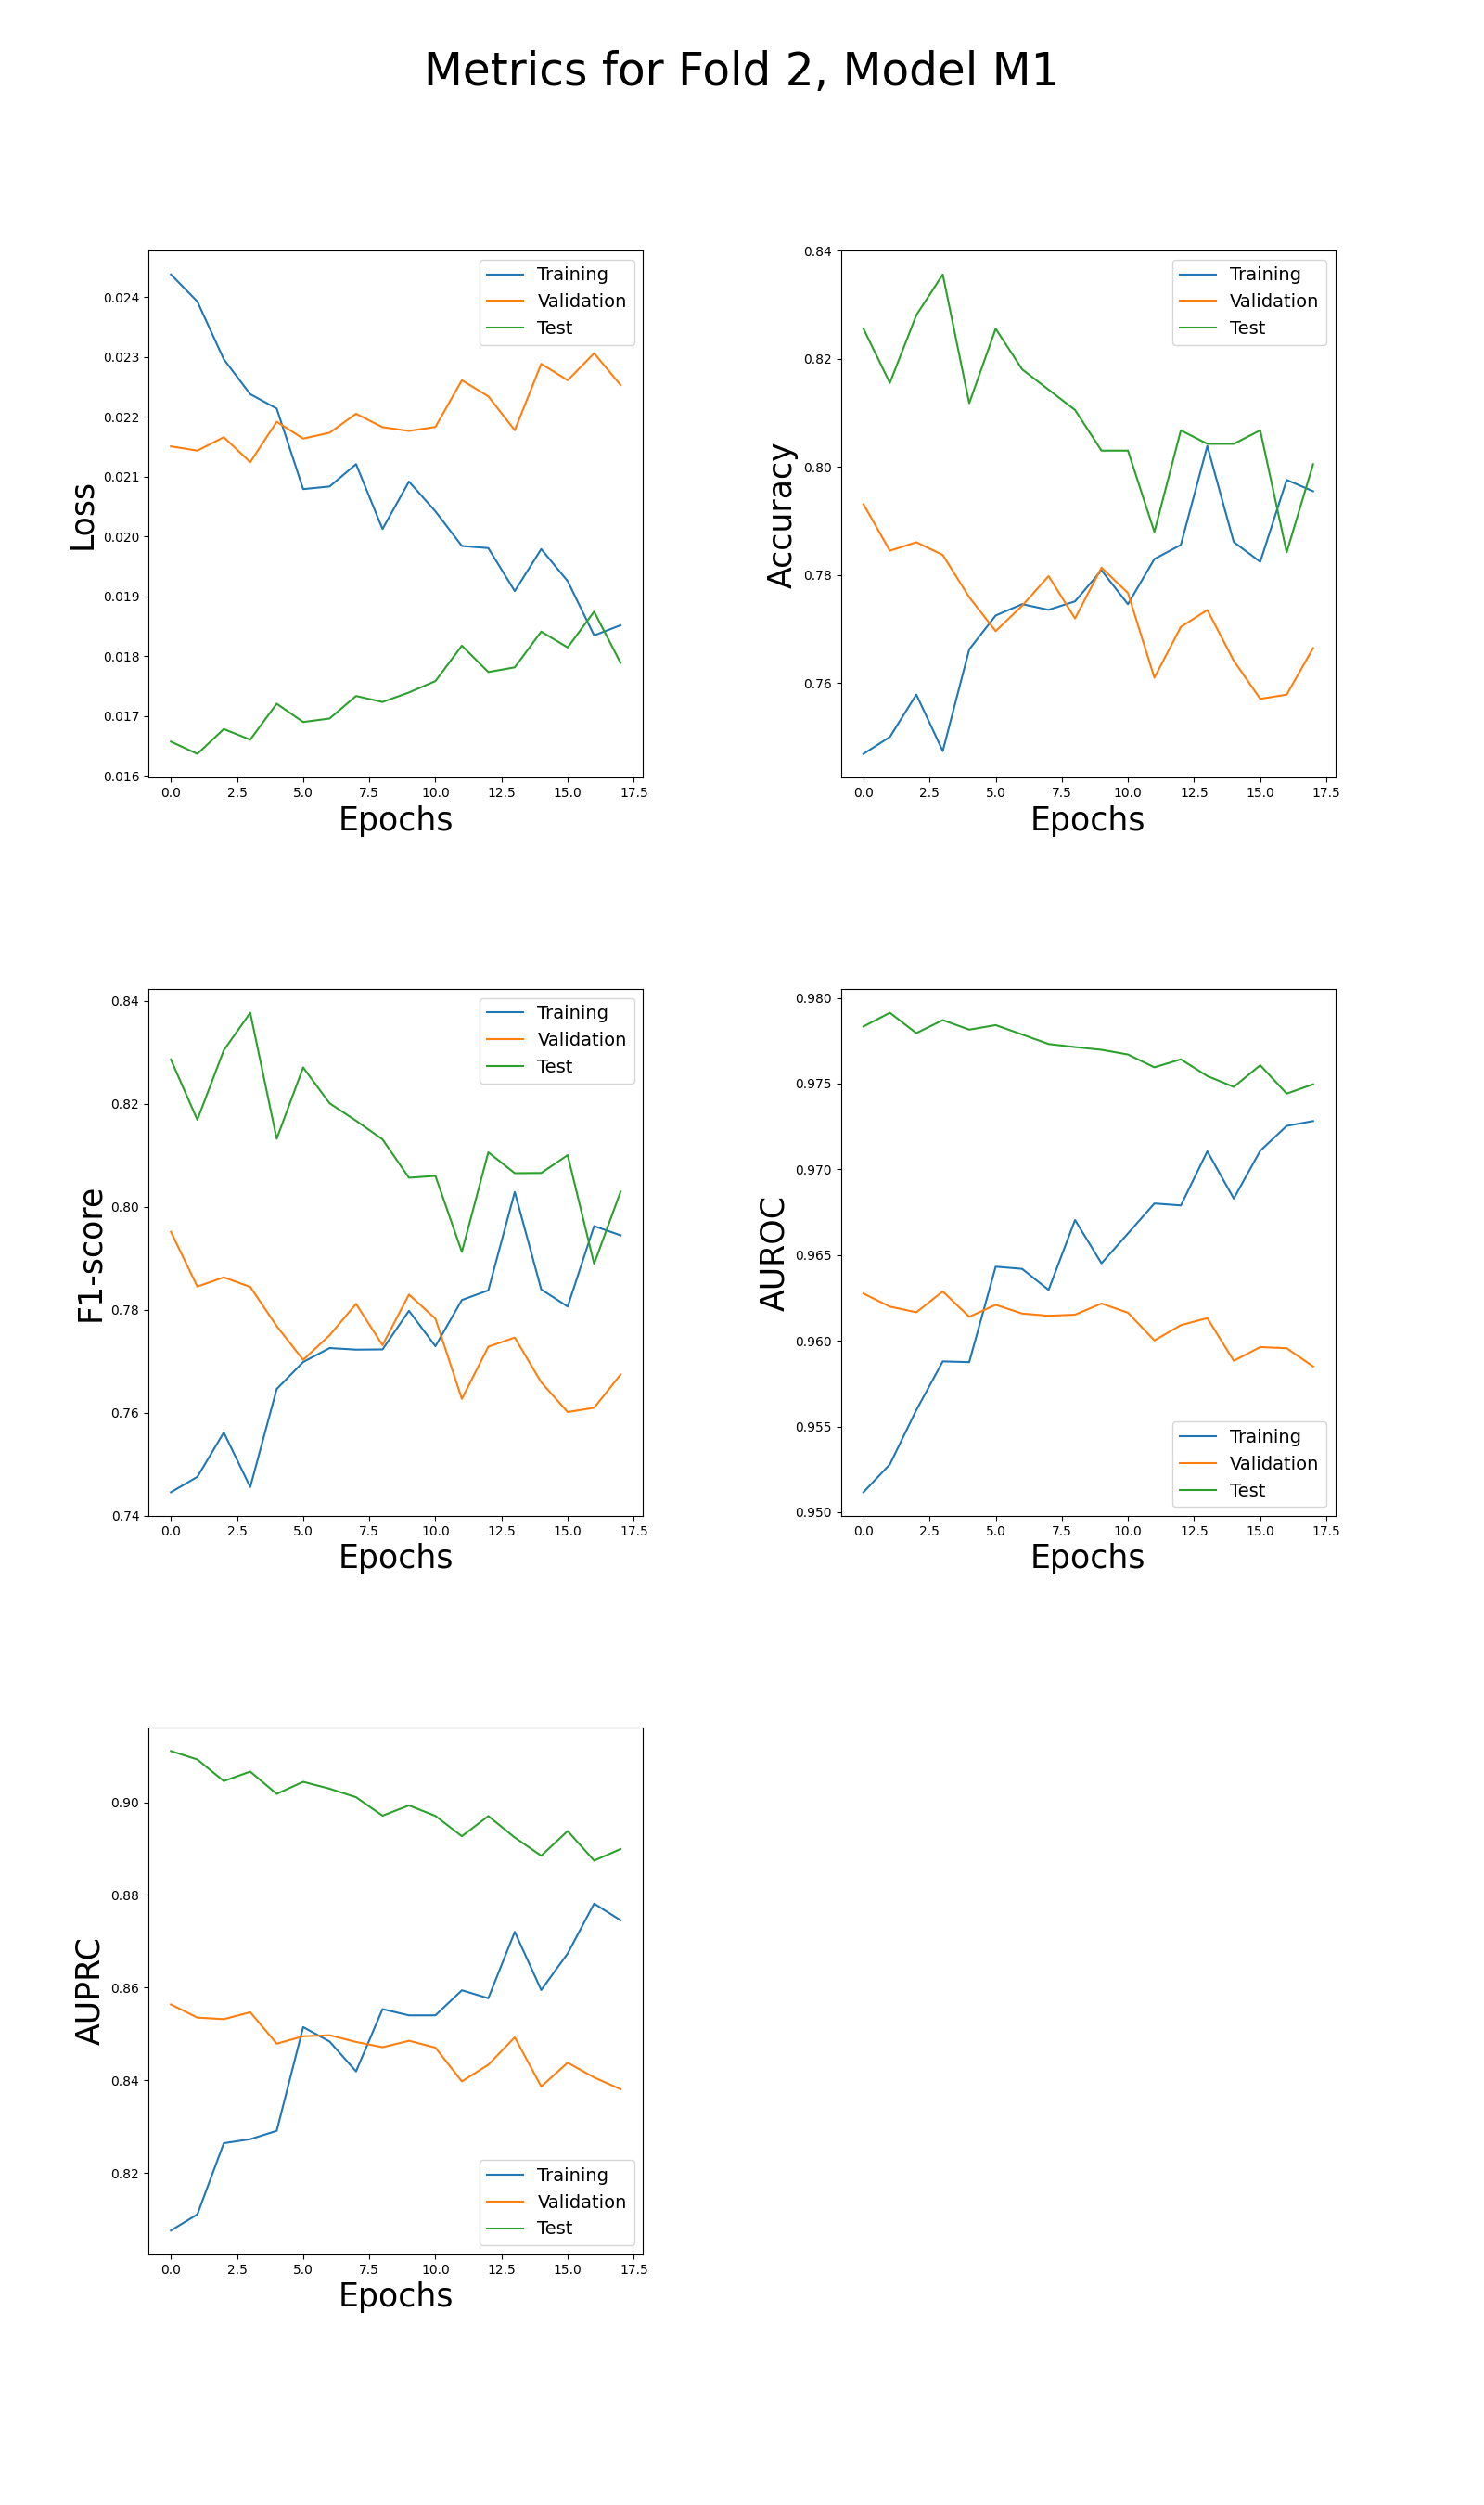 Metrics for Fold 2, Model M1
Loss
0.024
0.023
0.022
0.021
0.020
0.019
0.018
0.017
0.016
Training
Validation
Test
0.0 2.5 5.0 7.5 10.0 12.5 15.0 17.5
Epochs
Accuracy
0.84
0.82
0.80
0.78
0.76
Training
Validation
Test
0.0 2.5 5.0 7.5 10.0 12.5 15.0 17.5
Epochs
F1-score
0.84
0.82
0.80
0.78
0.76
0.74
Training
Validation
Test
0.0 2.5 5.0 7.5 10.0 12.5 15.0 17.5
Epochs
AUROC
0.980
0.975
0.970
0.965
0.960
0.955
0.950
Training
Validation
Test
0.0 2.5 5.0 7.5 10.0 12.5 15.0 17.5
Epochs
AUPRC
0.90
0.88
0.86
0.84
0.82
Training
Validation
Test
0.0 2.5 5.0 7.5 10.0 12.5 15.0 17.5
Epochs